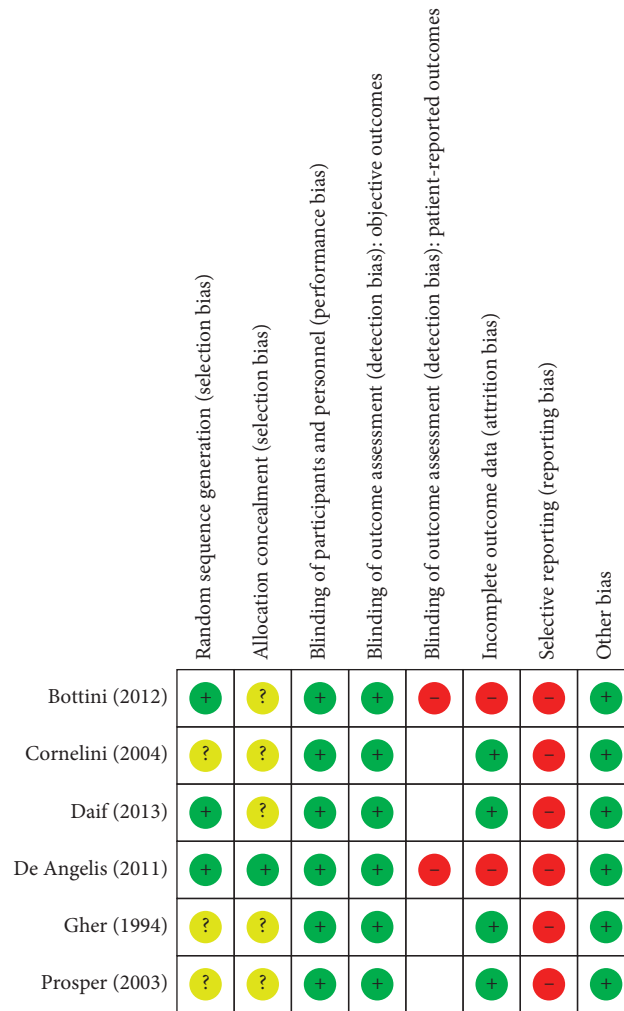 Random sequence generation (selection bias)
Allocation concealment (selection bias)
Blinding of participants and personnel (performance bias)
Blinding of outcome assessment (detection bias): objective outcomes
Blinding of outcome assessment (detection bias): patient-reported outcomes
Incomplete outcome data (attrition bias)
Selective reporting (reporting bias)
Other bias
Bottini (2012) + ? + + – – – +
Cornelini (2004) ? ? + + + – +
Daif (2013) + ? + + + – +
De Angelis (2011) + + + + – – – +
Gher (1994) ? ? + + + – +
Prosper (2003) ? ? + + + – +